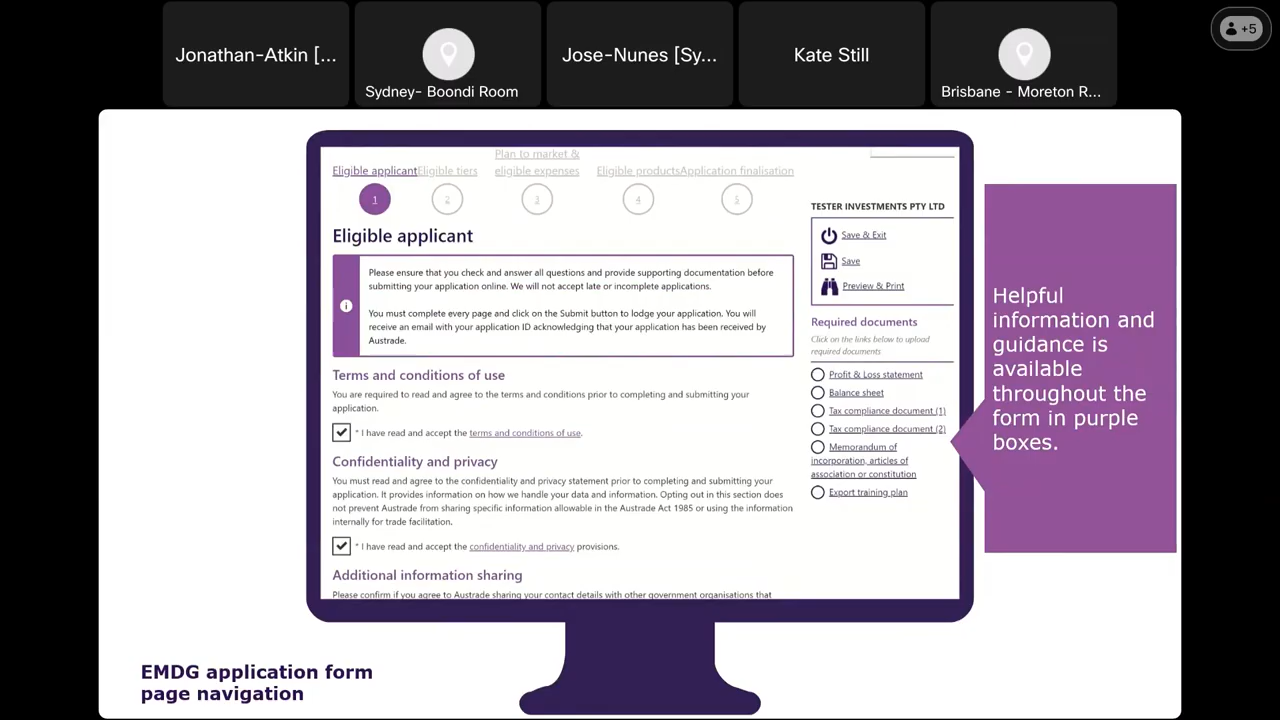 Jonathan-Atkin [...
Sydney- Boondi Room
Jose-Nunes [Sy...
Kate Still
Brisbane - Moreton R...
+5
Plan to market &
Eligible applicant Eligible tiers eligible expenses Eligible products Application finalisation
1 2 3 4 5
Eligible applicant
Please ensure that you check and answer all questions and provide supporting documentation before
submitting your application online. We will not accept late or incomplete applications.
You must complete every page and click on the Submit button to lodge your application. You will
receive an email with your application ID acknowledging that your application has been received by
Austrade.
Terms and conditions of use
You are required to read and agree to the terms and conditions prior to completing and submitting your
application.
* I have read and accept the terms and conditions of use.
Confidentiality and privacy
You must read and agree to the confidentiality and privacy statement prior to completing and submitting your
application. It provides information on how we handle your data and information. Opting out in this section does
not prevent Austrade from sharing specific information allowable in the Austrade Act 1985 or using the information
internally for trade facilitation.
* I have read and accept the confidentiality and privacy provisions.
Additional information sharing
Please confirm if you agree to Austrade sharing your contact details with other government organisations that
TESTER INVESTMENTS PTY LTD
Save & Exit
Save
Preview & Print
Required documents
Click on the links below to upload
required documents
Profit & Loss statement
Balance sheet
Tax compliance document (1)
Tax compliance document (2)
Memorandum of
incorporation, articles of
association or constitution
Export training plan
Helpful
information and
guidance is
available
throughout the
form in purple
boxes.
EMDG application form
page navigation